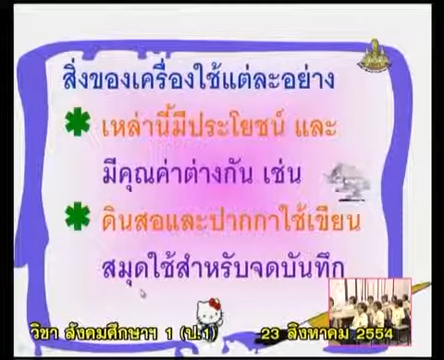 สิ่งของเครื่องใช้แต่ละอย่าง
เหล่านี้มีประโยชน์ และ
มีคุณค่าต่างกัน เช่น
ดินสอและปากกาใช้เขียน
สมุดใช้สำหรับจดบันทึก
วิชา สังคมศึกษาฯ 1 (ป.1) 23 สิงหาคม 2554